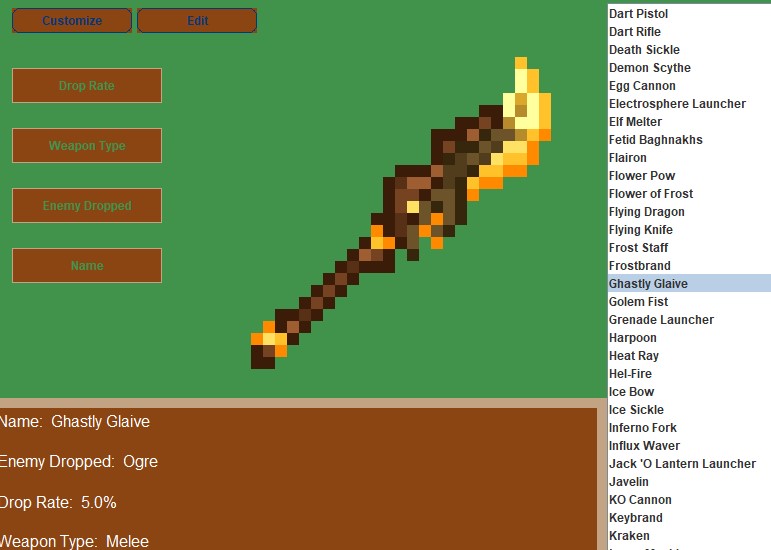 Customize
Edit
Drop Rate
Weapon Type
Enemy Dropped
Name
Name:  Ghastly Glaive
Enemy Dropped:  Ogre
Drop Rate:  5.0%
Weapon Type:  Melee
Dart Pistol
Dart Rifle
Death Sickle
Demon Scythe
Egg Cannon
Electrosphere Launcher
Elf Melter
Fetid Baghnakhs
Flairon
Flower Pow
Flower of Frost
Flying Dragon
Flying Knife
Frost Staff
Frostbrand
Ghastly Glaive
Golem Fist
Grenade Launcher
Harpoon
Heat Ray
Hel-Fire
Ice Bow
Ice Sickle
Inferno Fork
Influx Waver
Jack 'O Lantern Launcher
Javelin
KO Cannon
Keybrand
Kraken